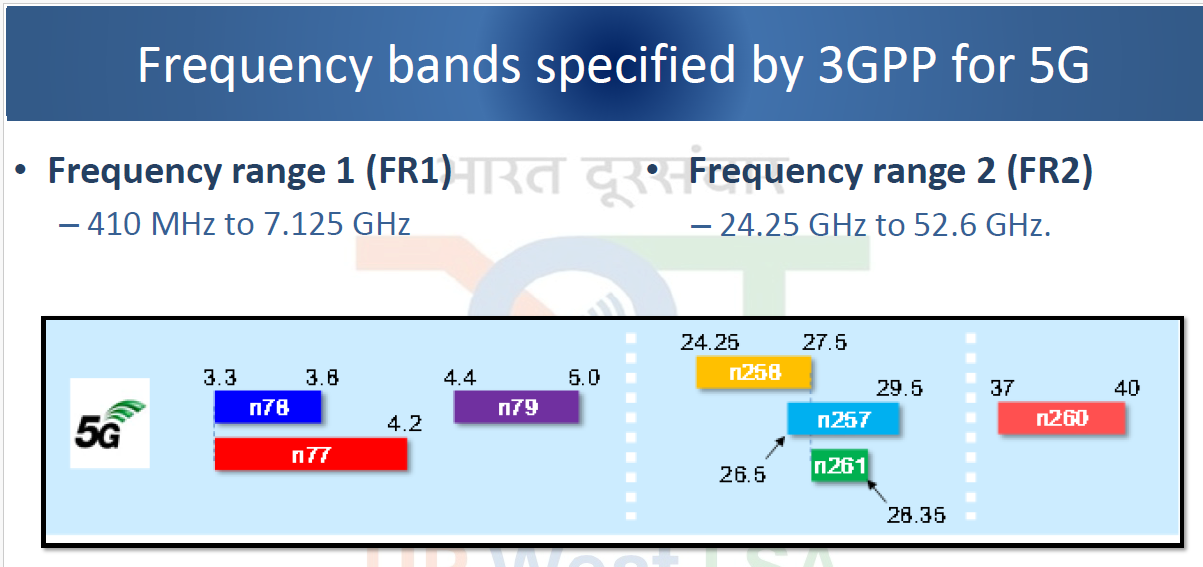 Frequency bands specified by 3GPP for 5G
भारत दूरसंचार
• Frequency range 1 (FR1)
– 410 MHz to 7.125 GHz
• Frequency range 2 (FR2)
– 24.25 GHz to 52.6 GHz.
5G
3.3 3.8
n78
4.2
n77
4.4 5.0
n79
24.25 27.5
n258
29.5
n257
26.5
n261
28.35
37 40
n260
UP West LSA